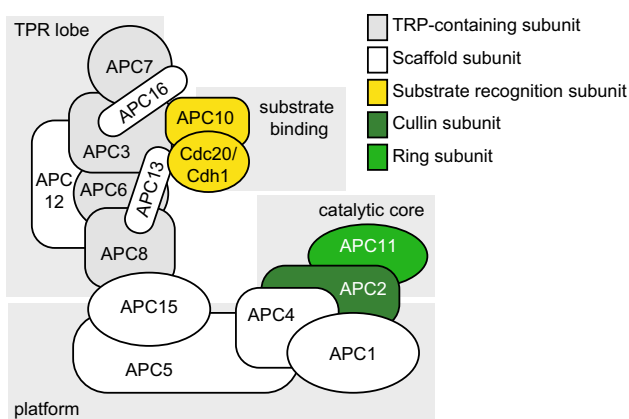 TPR lobe
APC7
APC16
APC3
APC10
Cdc20/
Cdh1
substrate
binding
APC
12
APC6
APC13
APC8
catalytic core
APC11
APC2
APC15
APC4
APC5
APC1
platform
TRP-containing subunit
Scaffold subunit
Substrate recognition subunit
Cullin subunit
Ring subunit